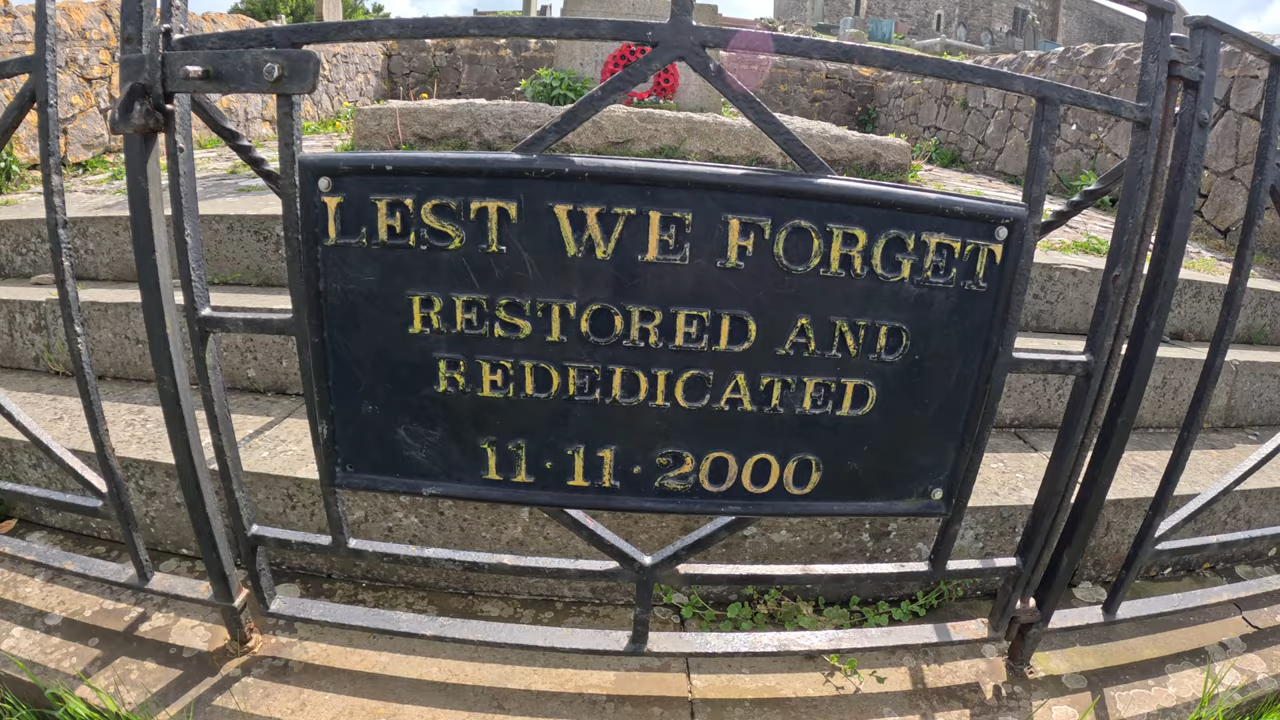 LEST WE FORGET
RESTORED AND
REDEDICATED
11·11·2000